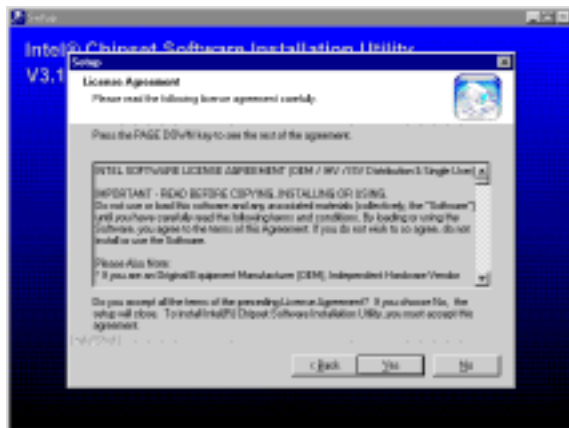 Setup
Intel® Chipset Software Installation Utility
V3.1
Setup
License Agreement
Please read the following license agreement carefully.
Press the PAGE DOWN key to see the rest of the agreement.
INTEL SOFTWARE LICENSE AGREEMENT (OEM / IHV / ISV Distribution & Single User)
IMPORTANT - READ BEFORE COPYING, INSTALLING OR USING.
Do not use or load this software and any associated materials (collectively, the "Software")
until you have carefully read the following terms and conditions. By loading or using the
Software, you agree to the terms of this Agreement. If you do not wish to so agree, do not
install or use the Software.
Please Also Note:
* If you are an Original Equipment Manufacturer (OEM), Independent Hardware Vendor
Do you accept all the terms of the preceding License Agreement? If you choose No, the
setup will close. To install Intel(R) Chipset Software Installation Utility, you must accept this
agreement.
< Back
Yes
No